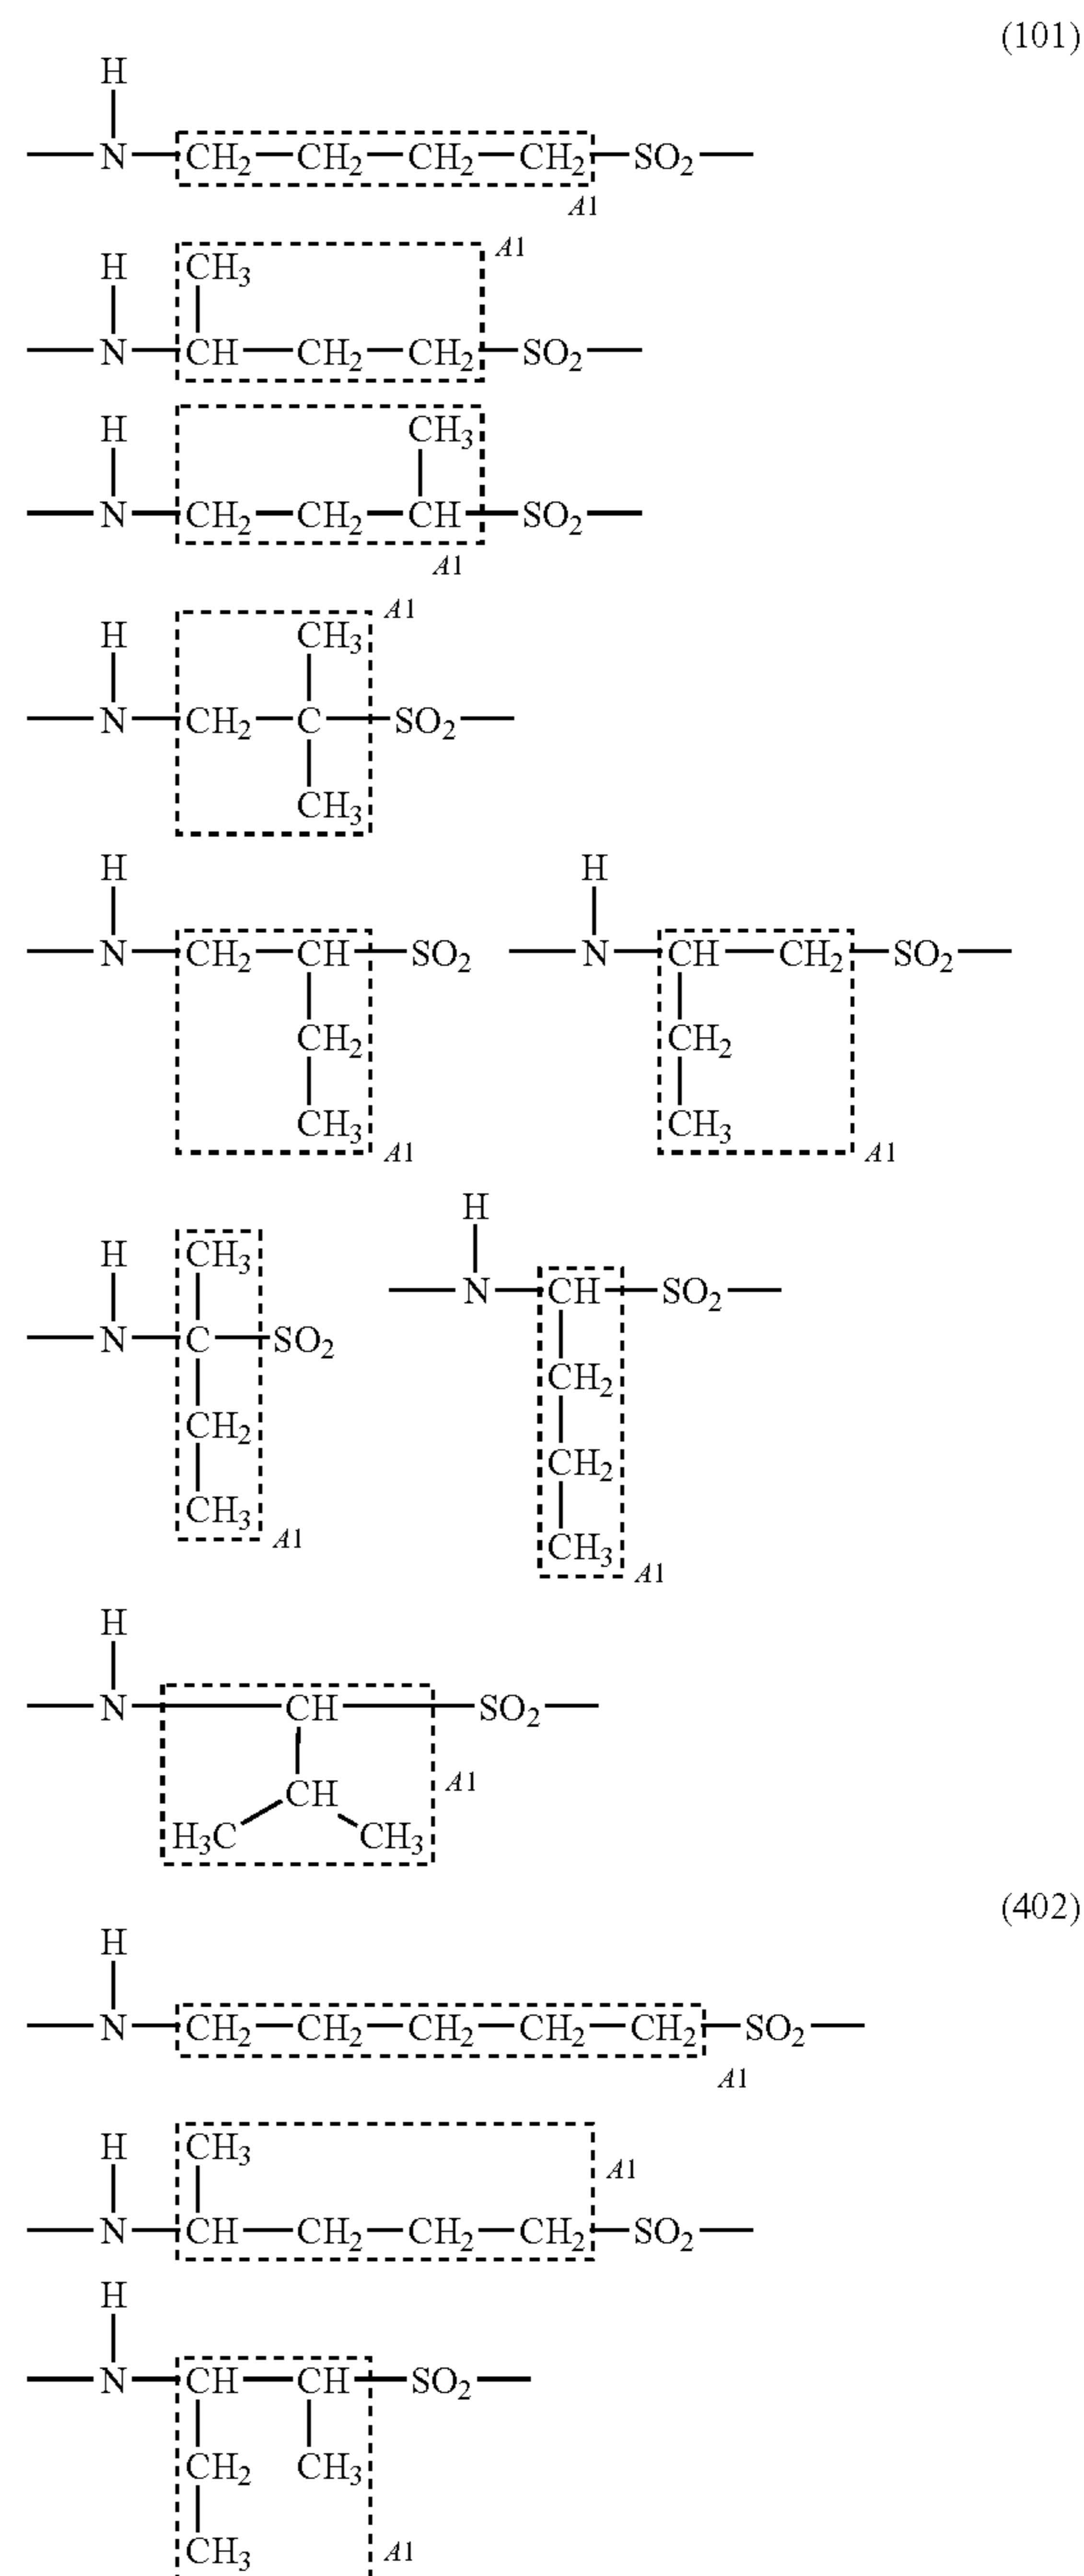 (101)
H
—N—CH₂—CH₂—CH₂—CH₂—SO₂—
A1
A1
H CH₃
—N—CH—CH₂—CH₂—SO₂—
H CH₃
—N—CH₂—CH₂—CH—SO₂—
A1
A1
H CH₃
—N—CH₂—C—SO₂—
CH₃
H H
—N—CH₂—CH—SO₂ —N—CH—CH₂—SO₂—
CH₂ CH₂
CH₃ CH₃
A1 A1
H
H CH₃
—N—CH—SO₂—
—N—C—SO₂
CH₂
CH₂
CH₂
CH₃
A1
CH₃
A1
H
—N—CH—SO₂—
A1
CH
H₃C CH₃
(402)
H
—N—CH₂—CH₂—CH₂—CH₂—CH₂—SO₂—
A1
H CH₃
A1
—N—CH—CH₂—CH₂—CH₂—SO₂—
H
—N—CH—CH—SO₂—
CH₂ CH₃
CH₃
A1